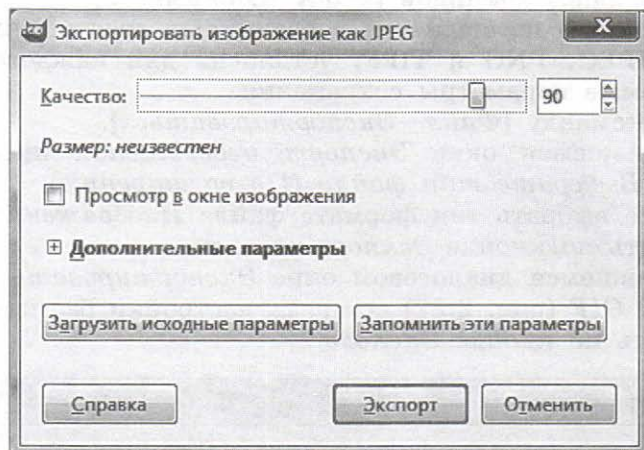 Экспортировать изображение как JPEG
Качество: 90
Размер: неизвестен
Просмотр в окне изображения
Дополнительные параметры
Загрузить исходные параметры Запомнить эти параметры
Справка Экспорт Отменить